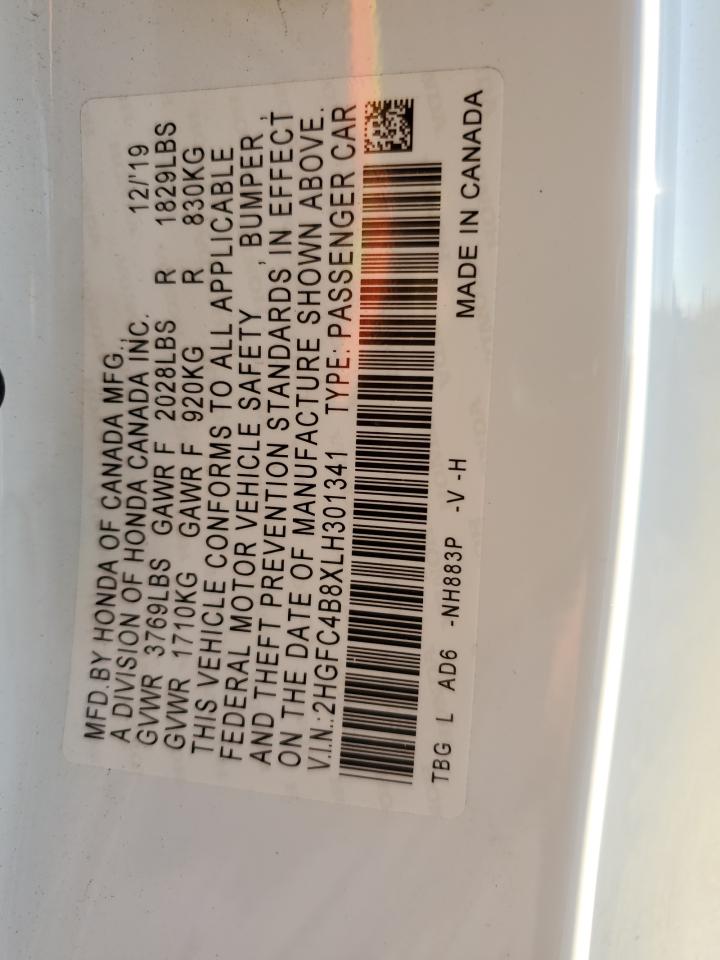 MFD.BY HONDA OF CANADA MFG., 12/'19
A DIVISION OF HONDA CANADA INC.
GVWR 3769LBS GAWR F 2028LBS R 1829LBS
GVWR 1710KG GAWR F 920KG R 830KG
THIS VEHICLE CONFORMS TO ALL APPLICABLE
FEDERAL MOTOR VEHICLE SAFETY , BUMPER ,
AND THEFT PREVENTION STANDARDS IN EFFECT
ON THE DATE OF MANUFACTURE SHOWN ABOVE.
V.I.N.:2HGFC4B8XLH301341 TYPE: PASSENGER CAR
TBG L AD6 -NH883P -V -H MADE IN CANADA